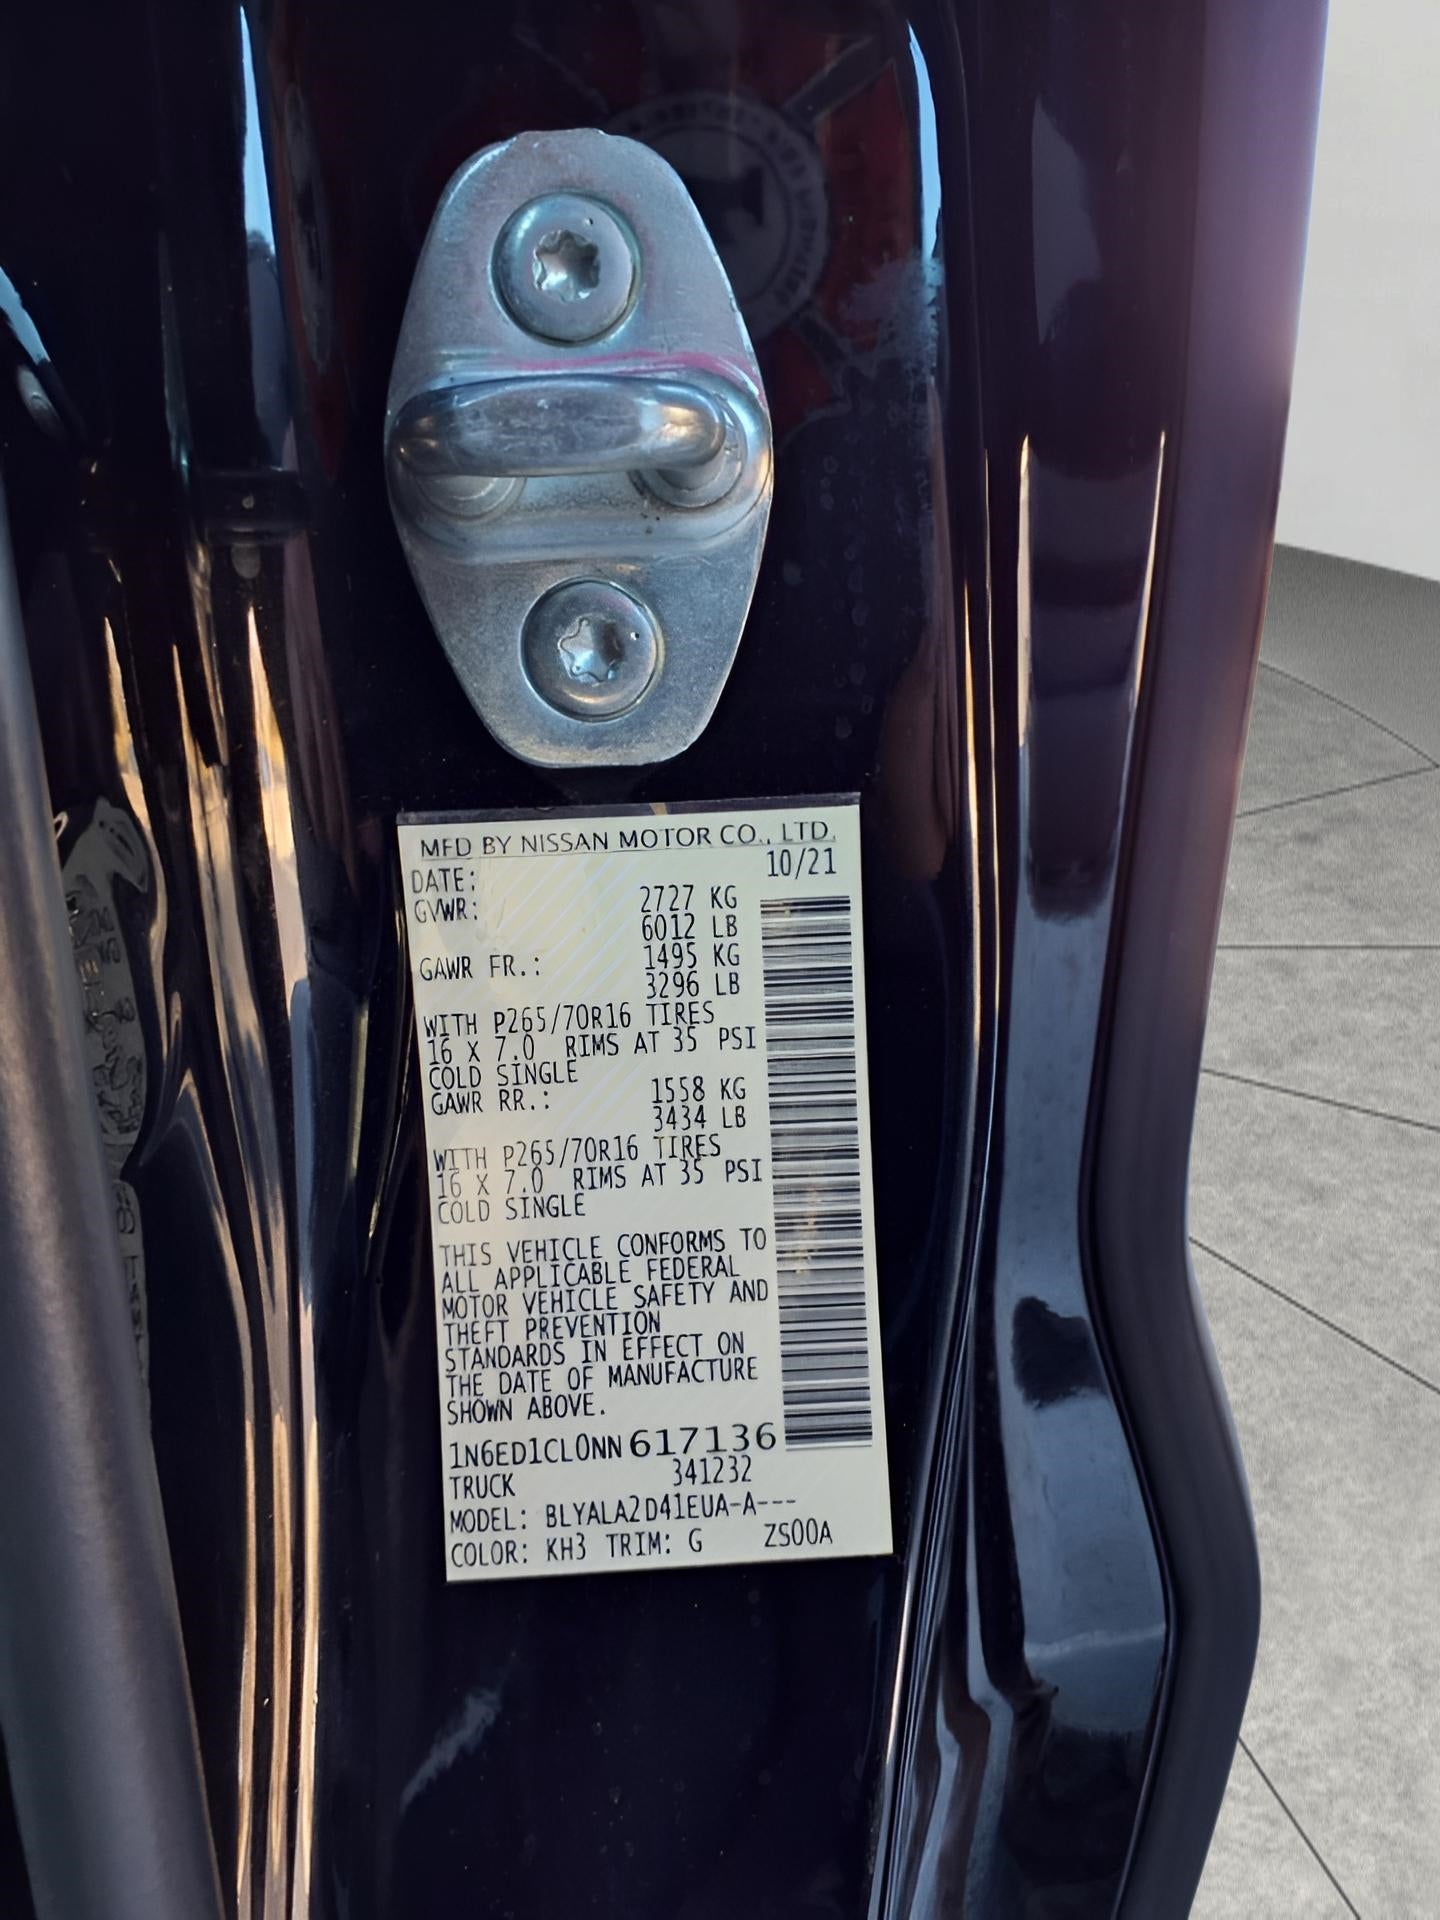 MFD BY NISSAN MOTOR CO., LTD.
DATE: 10/21
GVWR: 2727 KG
6012 LB
GAWR FR.: 1495 KG
3296 LB
WITH P265/70R16 TIRES
16 X 7.0 RIMS AT 35 PSI
COLD SINGLE
GAWR RR.: 1558 KG
3434 LB
WITH P265/70R16 TIRES
16 X 7.0 RIMS AT 35 PSI
COLD SINGLE
THIS VEHICLE CONFORMS TO
ALL APPLICABLE FEDERAL
MOTOR VEHICLE SAFETY AND
THEFT PREVENTION
STANDARDS IN EFFECT ON
THE DATE OF MANUFACTURE
SHOWN ABOVE.
1N6ED1CL0NN617136
TRUCK 341232
MODEL: BLYALA2D41EUA-A---
COLOR: KH3 TRIM: G ZS00A